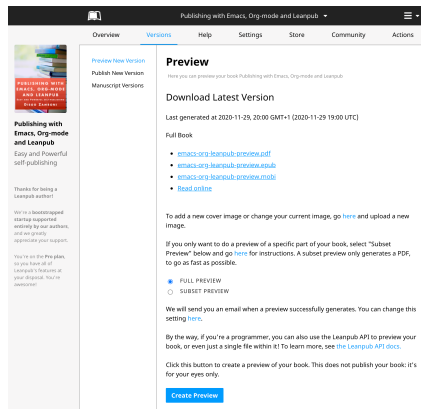 Publishing with Emacs, Org-mode and Leanpub
Overview
Versions
Help
Settings
Store
Community
Actions
PUBLISHING WITH
EMACS, ORG-MODE
AND LEANPUB
Publishing with
Emacs, Org-mode
and Leanpub
Easy and Powerful
self-publishing
Thanks for being a
Leanpub author!
We're a bootstrapped
startup supported
entirely by our authors,
and we greatly
appreciate your support.
You're on the Pro plan,
so you have all of
Leanpub's features at
your disposal. You're
awesome!
Preview New Version
Publish New Version
Manuscript Versions
Preview
Here you can preview your book Publishing with Emacs, Org-mode and Leanpub
Download Latest Version
Last generated at 2020-11-29, 20:00 GMT+1 (2020-11-29 19:00 UTC)
Full Book
emacs-org-leanpub-preview.pdf
emacs-org-leanpub-preview.epub
emacs-org-leanpub-preview.mobi
Read online
To add a new cover image or change your current image, go here and upload a new
image.
If you only want to do a preview of a specific part of your book, select "Subset
Preview" below and go here for instructions. A subset preview only generates a PDF,
to go as fast as possible.
FULL PREVIEW
SUBSET PREVIEW
We will send you an email when a preview successfully generates. You can change this
setting here.
By the way, if you're a programmer, you can also use the Leanpub API to preview your
book, or even just a single file within it! To learn more, see the Leanpub API docs.
Click this button to create a preview of your book. This does not publish your book: it's
for your eyes only.
Create Preview